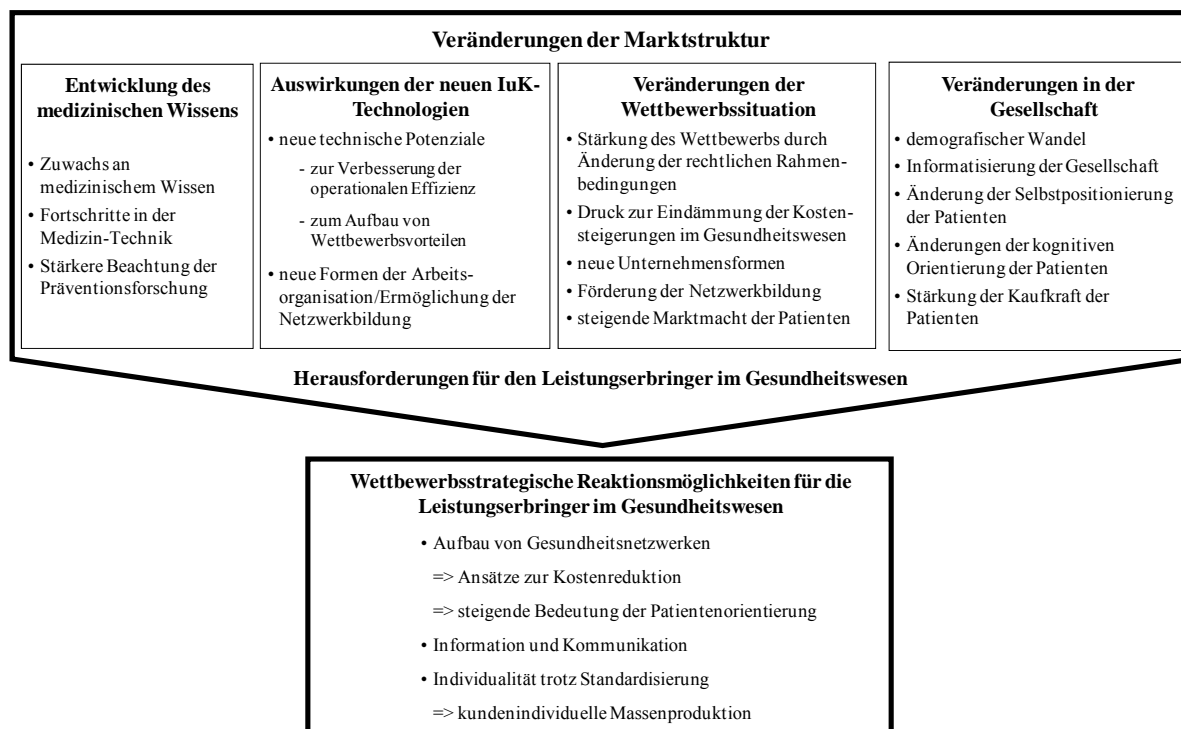 Veränderungen der Marktstruktur
Entwicklung des
medizinischen Wissens
• Zuwachs an
medizinischem Wissen
• Fortschritte in der
Medizin-Technik
• Stärkere Beachtung der
Präventionsforschung
Auswirkungen der neuen IuK-
Technologien
• neue technische Potenziale
- zur Verbesserung der
operationalen Effizienz
- zum Aufbau von
Wettbewerbsvorteilen
• neue Formen der Arbeits-
organisation/Ermöglichung der
Netzwerkbildung
Veränderungen der
Wettbewerbssituation
• Stärkung des Wettbewerbs durch
Änderung der rechtlichen Rahmen-
bedingungen
• Druck zur Eindämmung der Kosten-
steigerungen im Gesundheitswesen
• neue Unternehmensformen
• Förderung der Netzwerkbildung
• steigende Marktmacht der Patienten
Veränderungen in der
Gesellschaft
• demografischer Wandel
• Informatisierung der Gesellschaft
• Änderung der Selbstpositionierung
der Patienten
• Änderungen der kognitiven
Orientierung der Patienten
• Stärkung der Kaufkraft der
Patienten
Herausforderungen für den Leistungserbringer im Gesundheitswesen
Wettbewerbsstrategische Reaktionsmöglichkeiten für die
Leistungserbringer im Gesundheitswesen
• Aufbau von Gesundheitsnetzwerken
=> Ansätze zur Kostenreduktion
=> steigende Bedeutung der Patientenorientierung
• Information und Kommunikation
• Individualität trotz Standardisierung
=> kundenindividuelle Massenproduktion